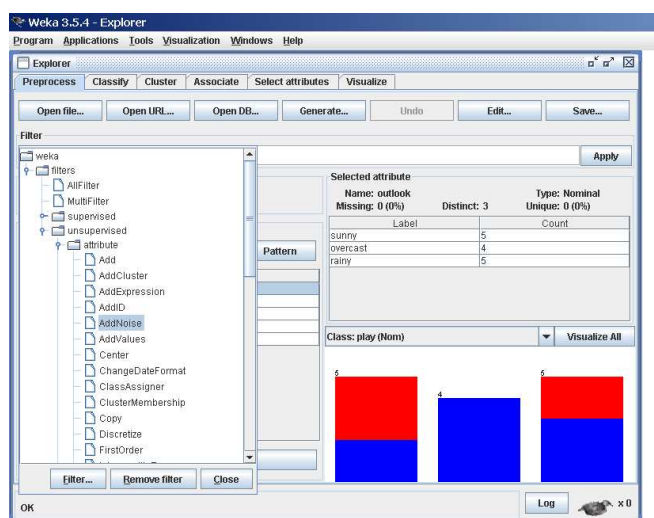 Weka 3.5.4 - Explorer
Program Applications Tools Visualization Windows Help
Explorer
Preprocess Classify Cluster Associate Select attributes Visualize
Open file... Open URL... Open DB... Generate... Undo Edit... Save...
Filter
weka
Apply
filters
AllFilter
MultiFilter
supervised
unsupervised
attribute
Add
AddCluster
AddExpression
AddID
AddNoise
AddValues
Center
ChangeDateFormat
ClassAssigner
ClusterMembership
Copy
Discretize
FirstOrder
Filter... Remove filter Close
Pattern
Selected attribute
Name: outlook Type: Nominal
Missing: 0 (0%) Distinct: 3 Unique: 0 (0%)
Label Count
sunny 5
overcast 4
rainy 5
Class: play (Nom) Visualize All
5 4 5
OK Log x 0